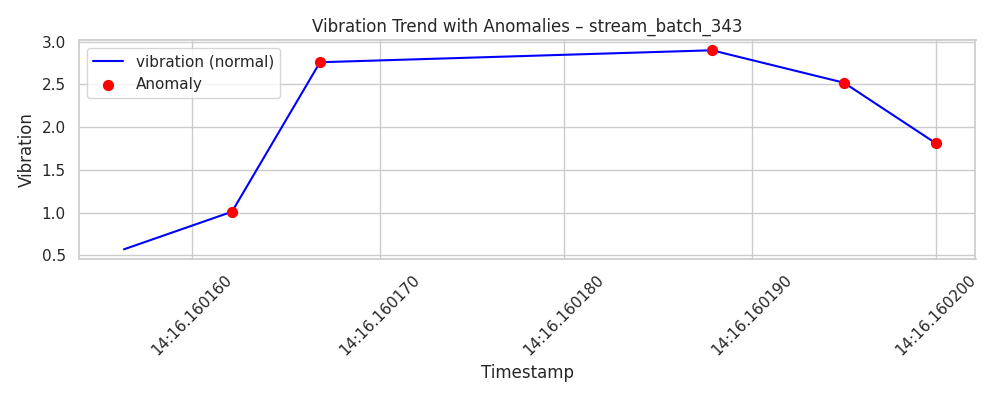 Vibration Trend with Anomalies – stream_batch_343
vibration (normal)
Anomaly
Vibration
3.0
2.5
2.0
1.5
1.0
0.5
14:16.160160
14:16.160170
14:16.160180
14:16.160190
14:16.160200
Timestamp